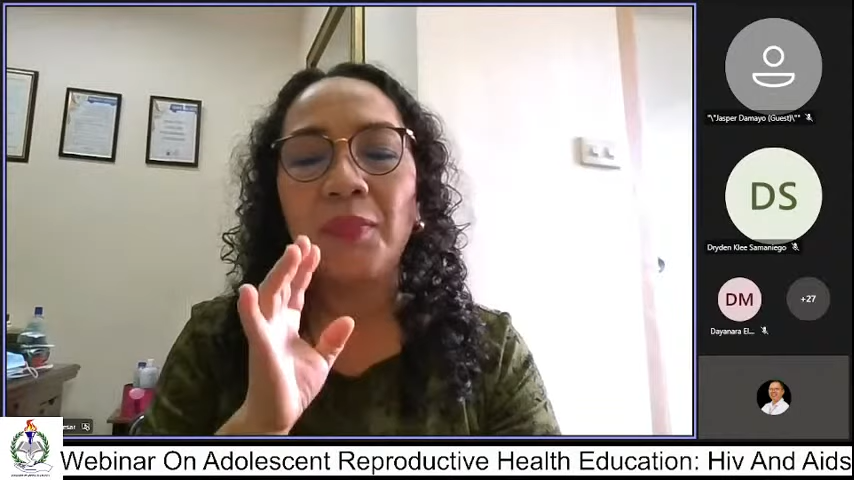 "\"Jasper Damayo (Guest)\""
DS
Dryden Klee Samaniego
DM
+27
Dayanara El...
Webinar On Adolescent Reproductive Health Education: Hiv And Aids